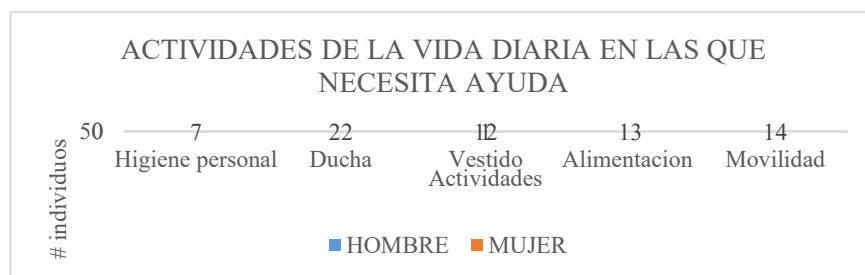 ACTIVIDADES DE LA VIDA DIARIA EN LAS QUE
NECESITA AYUDA
# individuos
50
7 22 13 14
Higiene personal Ducha Vestido Alimentacion Movilidad
Actividades
HOMBRE MUJER